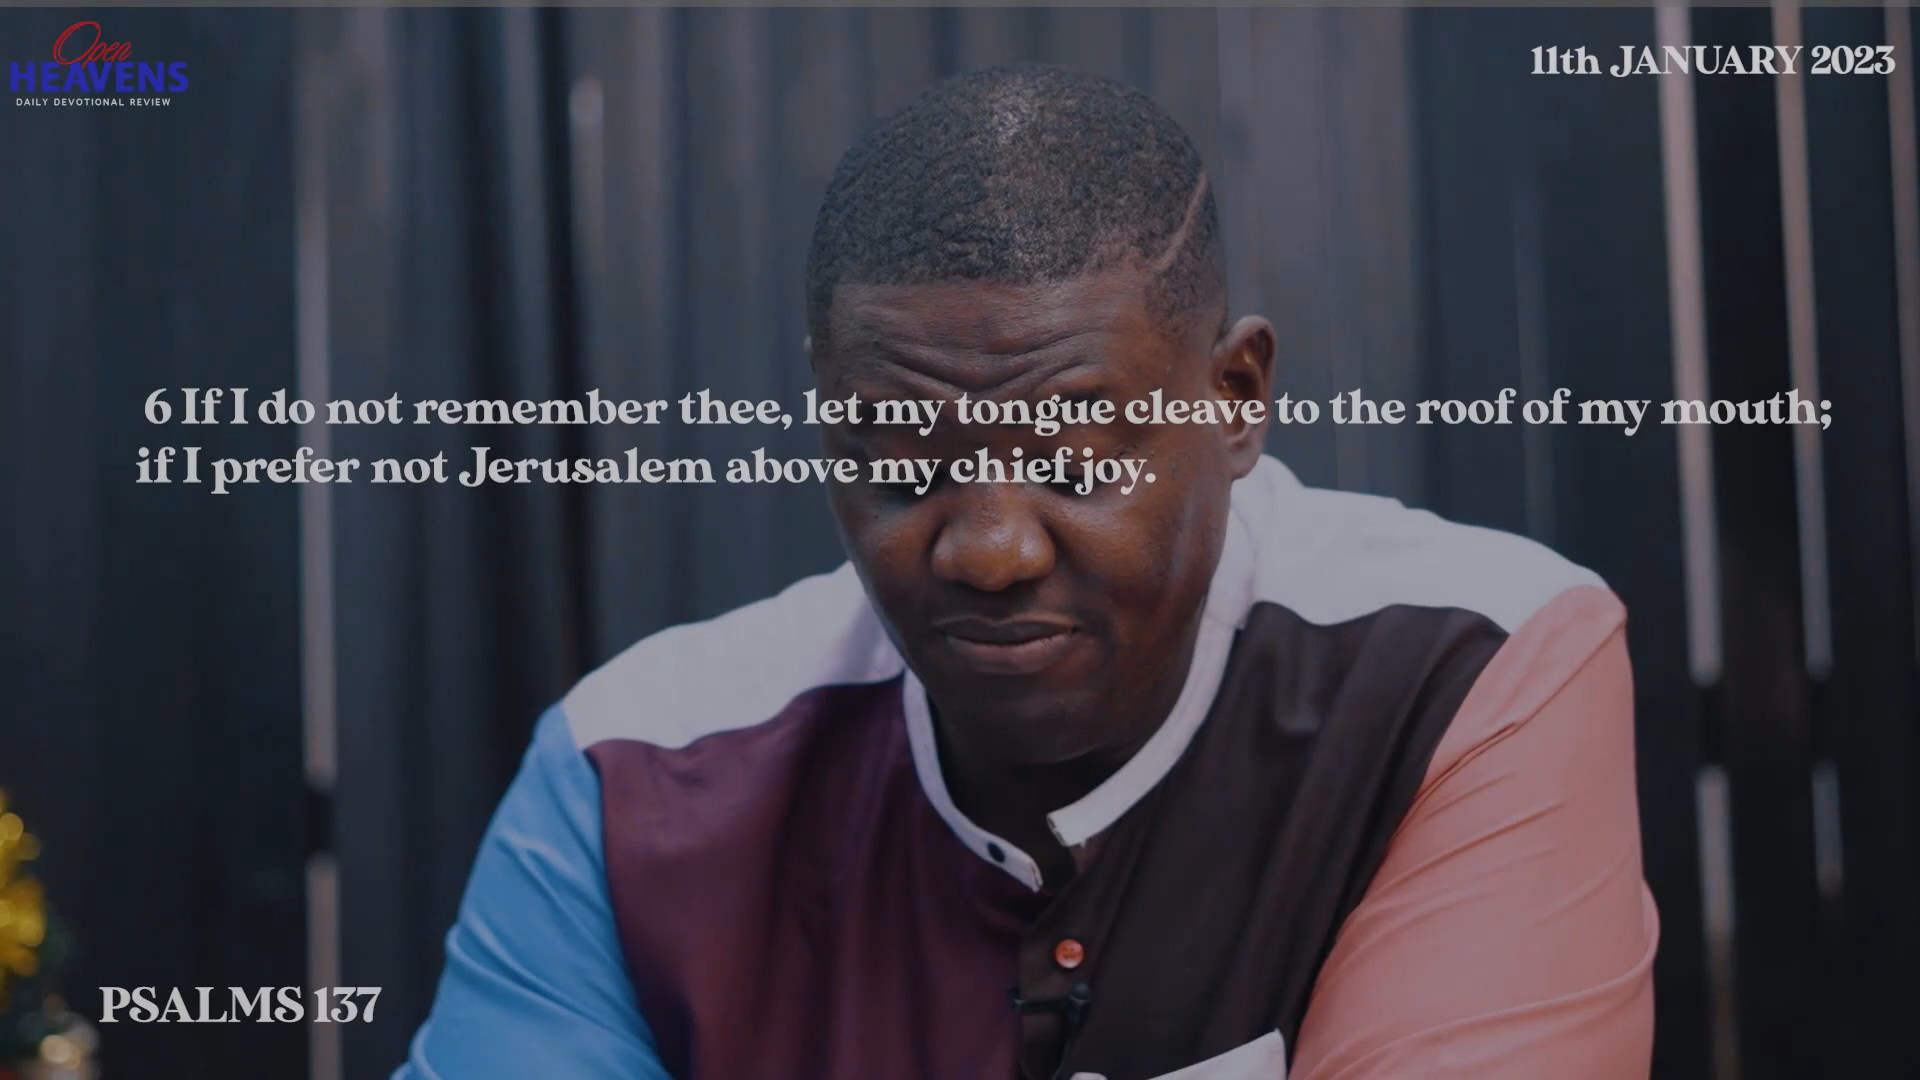 Open
HEAVENS
DAILY DEVOTIONAL REVIEW
11th JANUARY 2023
6 If I do not remember thee, let my tongue cleave to the roof of my mouth;
if I prefer not Jerusalem above my chief joy.
PSALMS 137